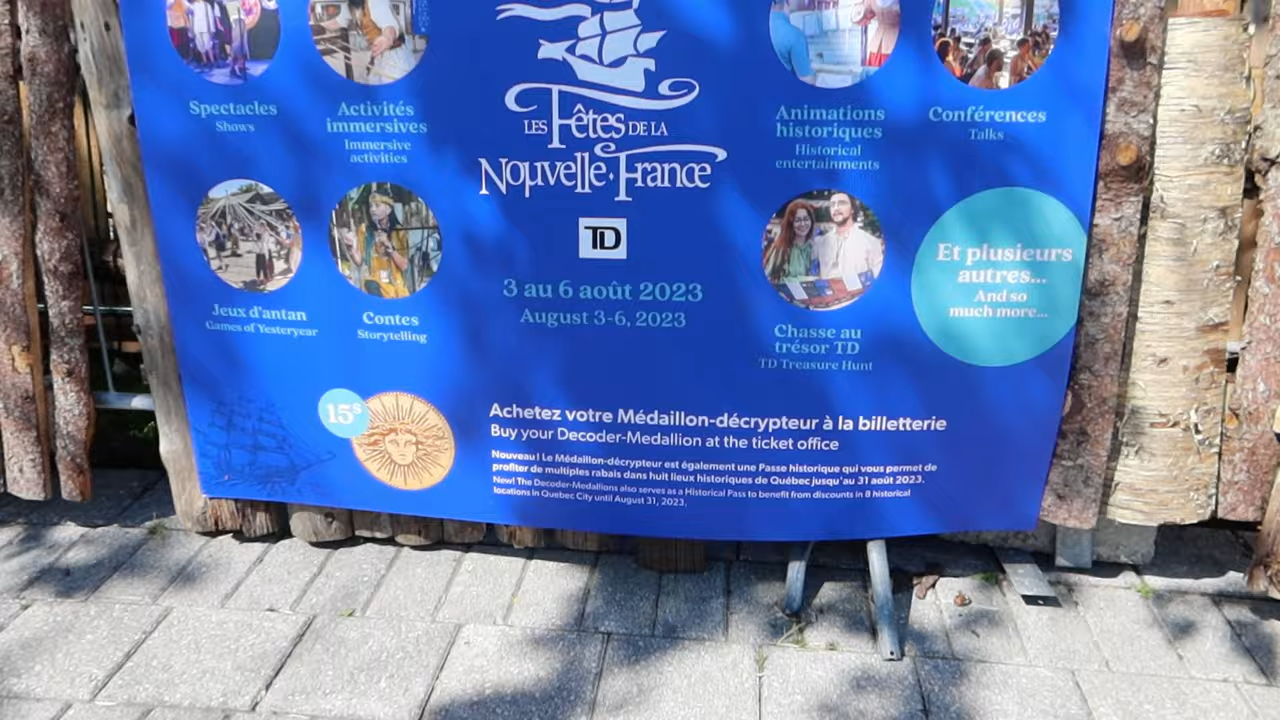 Spectacles
Shows
Activités
immersives
Immersive
activities
LES Fêtes DE LA
Nouvelle·France
Animations
historiques
Historical
entertainments
Conférences
Talks
Jeux d'antan
Games of Yesteryear
Contes
Storytelling
TD
3 au 6 août 2023
August 3-6, 2023
Chasse au
trésor TD
TD Treasure Hunt
Et plusieurs
autres...
And so
much more...
15$
Achetez votre Médaillon-décrypteur à la billetterie
Buy your Decoder-Medallion at the ticket office
Nouveau! Le Médaillon-décrypteur est également une Passe historique qui vous permet de
profiter de multiples rabais dans huit lieux historiques de Québec jusqu'au 31 août 2023.
New! The Decoder-Medallions also serves as a Historical Pass to benefit from discounts in 8 historical
locations in Quebec City until August 31, 2023.